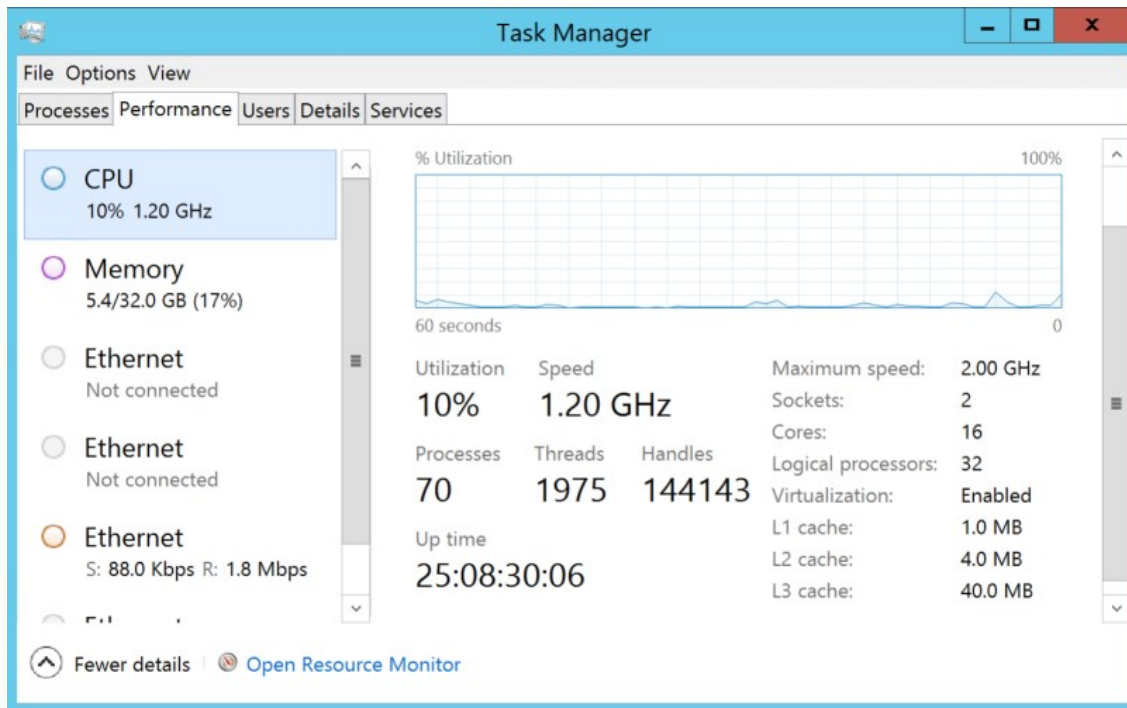 Task Manager
File Options View
Processes Performance Users Details Services
CPU
10% 1.20 GHz
Memory
5.4/32.0 GB (17%)
Ethernet
Not connected
Ethernet
Not connected
Ethernet
S: 88.0 Kbps R: 1.8 Mbps
% Utilization 100%
60 seconds 0
Utilization Speed
10% 1.20 GHz
Processes Threads Handles
70 1975 144143
Up time
25:08:30:06
Maximum speed: 2.00 GHz
Sockets: 2
Cores: 16
Logical processors: 32
Virtualization: Enabled
L1 cache: 1.0 MB
L2 cache: 4.0 MB
L3 cache: 40.0 MB
Fewer details Open Resource Monitor